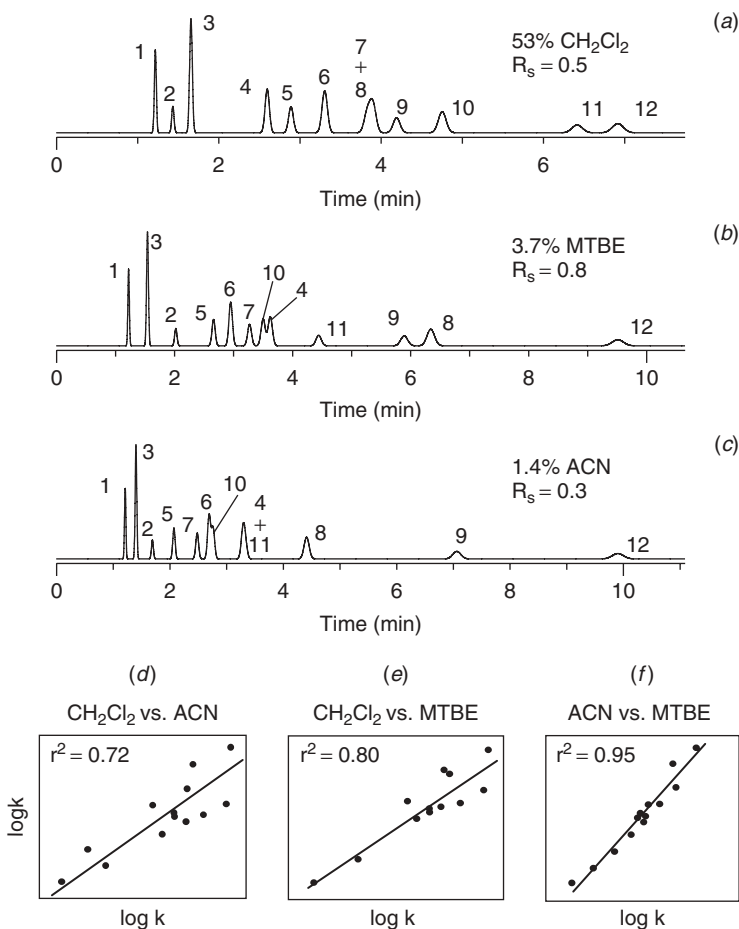 (a)
53% CH₂Cl₂
Rₛ = 0.5
1
2
3
4
5
6
7
+
8
9
10
11
12
0 2 4 6
Time (min)
(b)
3.7% MTBE
Rₛ = 0.8
1
3
2
5
6
7
10
4
11
9
8
12
0 2 4 6 8 10
Time (min)
(c)
1.4% ACN
Rₛ = 0.3
1
3
2
5
7
6
10
4
+
11
8
9
12
0 2 4 6 8 10
Time (min)
(d)
CH₂Cl₂ vs. ACN
r² = 0.72
logk
log k
(e)
CH₂Cl₂ vs. MTBE
r² = 0.80
log k
(f)
ACN vs. MTBE
r² = 0.95
log k